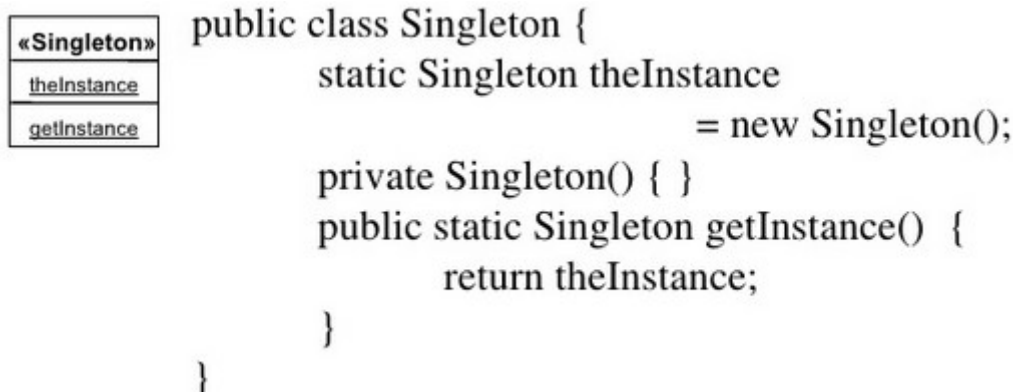 «Singleton»
theInstance
getInstance
public class Singleton {
static Singleton theInstance
= new Singleton();
private Singleton() { }
public static Singleton getInstance() {
return theInstance;
}
}